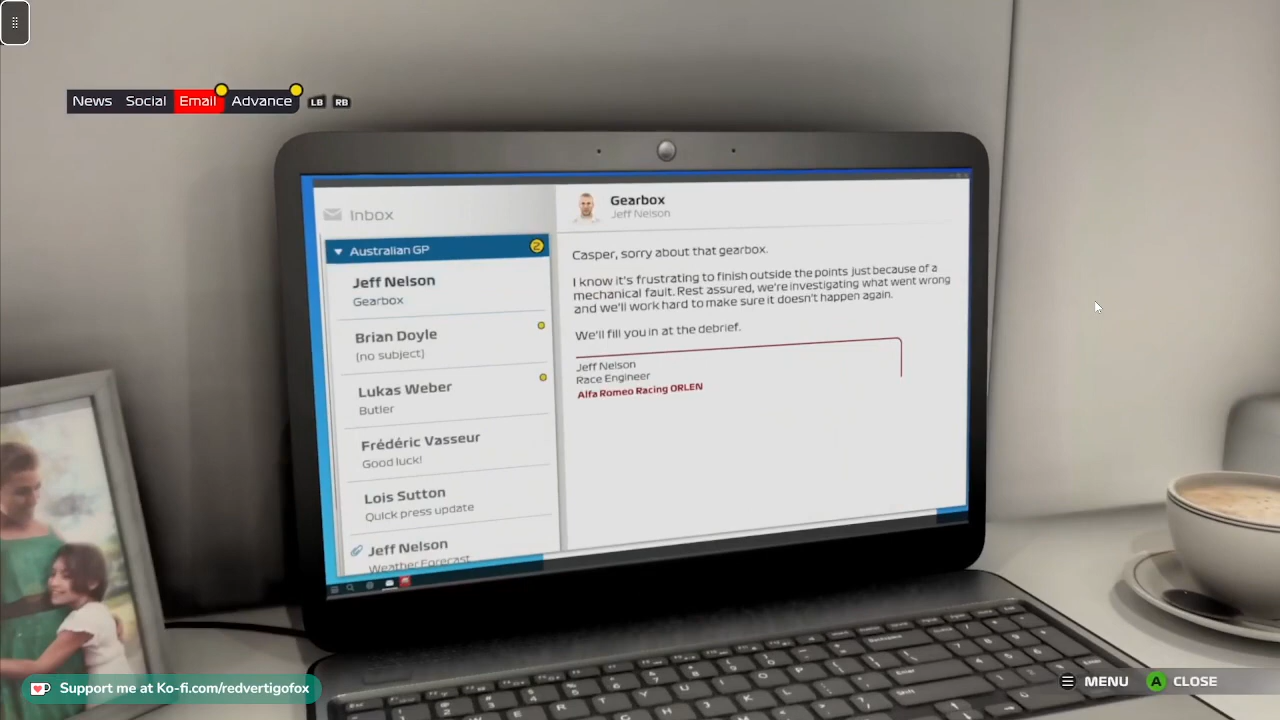 News Social Email Advance LB RB
Inbox
Australian GP 2
Jeff Nelson
Gearbox
Brian Doyle
(no subject)
Lukas Weber
Butler
Frédéric Vasseur
Good luck!
Lois Sutton
Quick press update
Jeff Nelson
Weather Forecast
Gearbox
Jeff Nelson
Casper, sorry about that gearbox.
I know it's frustrating to finish outside the points just because of a
mechanical fault. Rest assured, we're investigating what went wrong
and we'll work hard to make sure it doesn't happen again.
We'll fill you in at the debrief.
Jeff Nelson
Race Engineer
Alfa Romeo Racing ORLEN
Support me at Ko-fi.com/redvertigofox
MENU A CLOSE